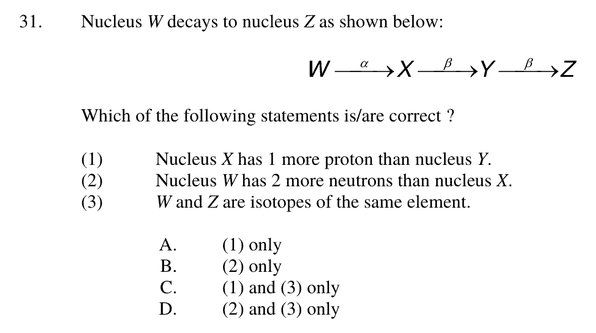 31. Nucleus W decays to nucleus Z as shown below:
W —α→ X —β→ Y —β→ Z
Which of the following statements is/are correct ?
(1) Nucleus X has 1 more proton than nucleus Y.
(2) Nucleus W has 2 more neutrons than nucleus X.
(3) W and Z are isotopes of the same element.
A. (1) only
B. (2) only
C. (1) and (3) only
D. (2) and (3) only